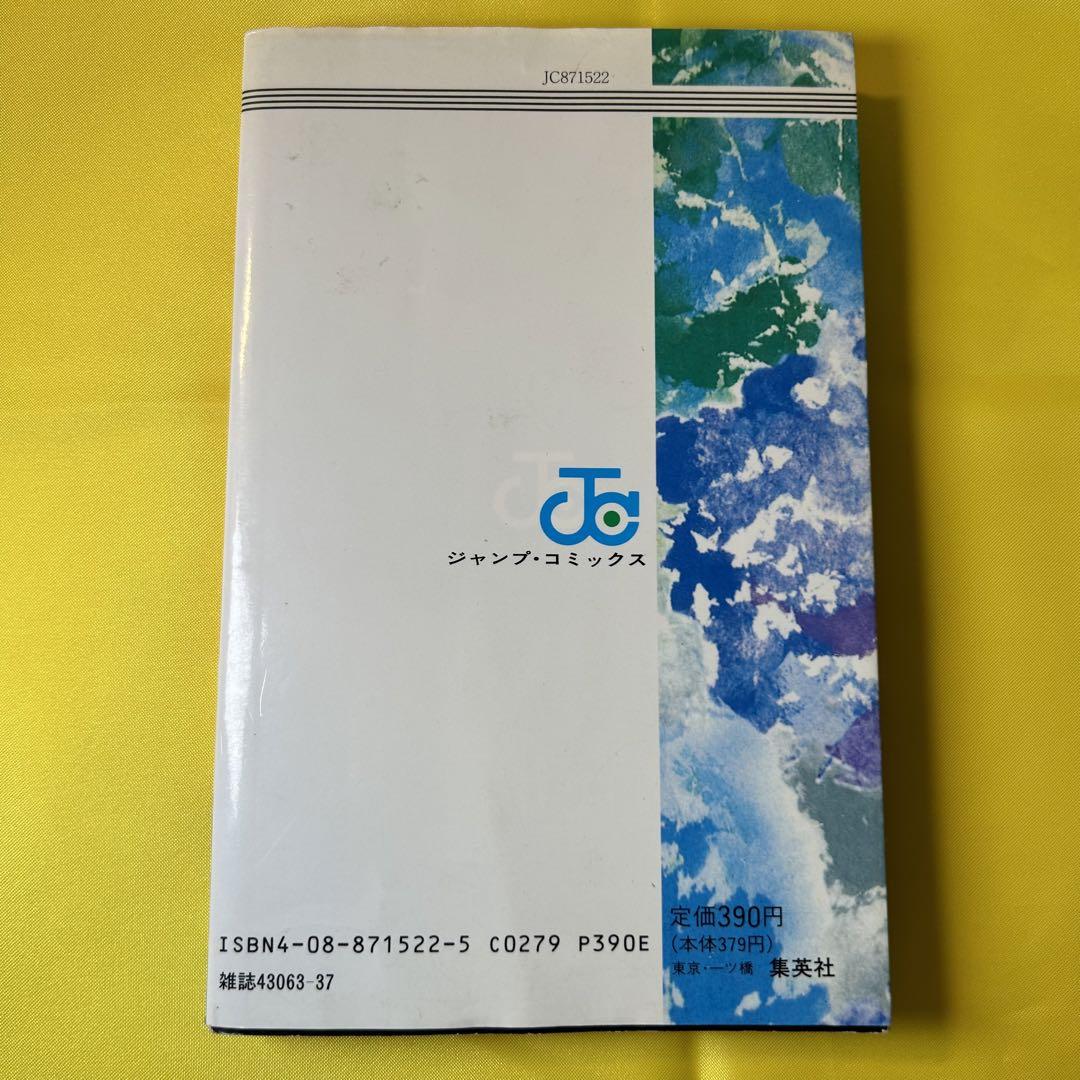 JC871522
JC
ジャンプ・コミックス
定価390円
(本体379円)
東京・一ツ橋 集英社
ISBN4-08-871522-5 C0279 P390E
雑誌43063-37